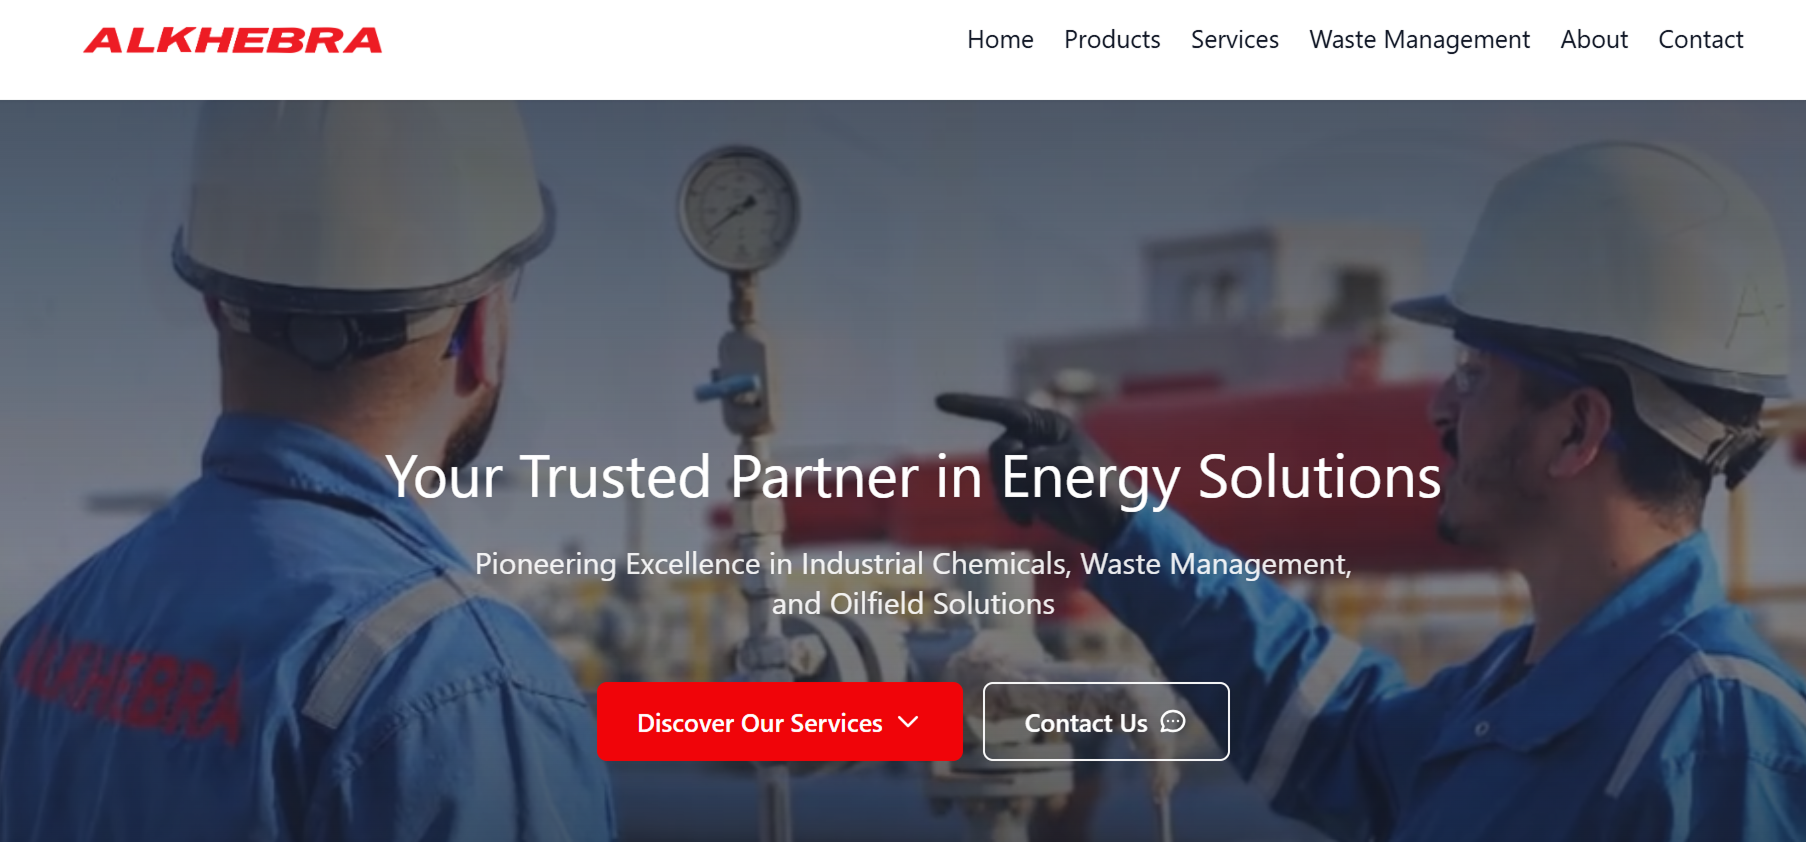 ALKHEBRA
Home Products Services Waste Management About Contact
Your Trusted Partner in Energy Solutions
Pioneering Excellence in Industrial Chemicals, Waste Management,
and Oilfield Solutions
ALKHEBRA
Discover Our Services
Contact Us